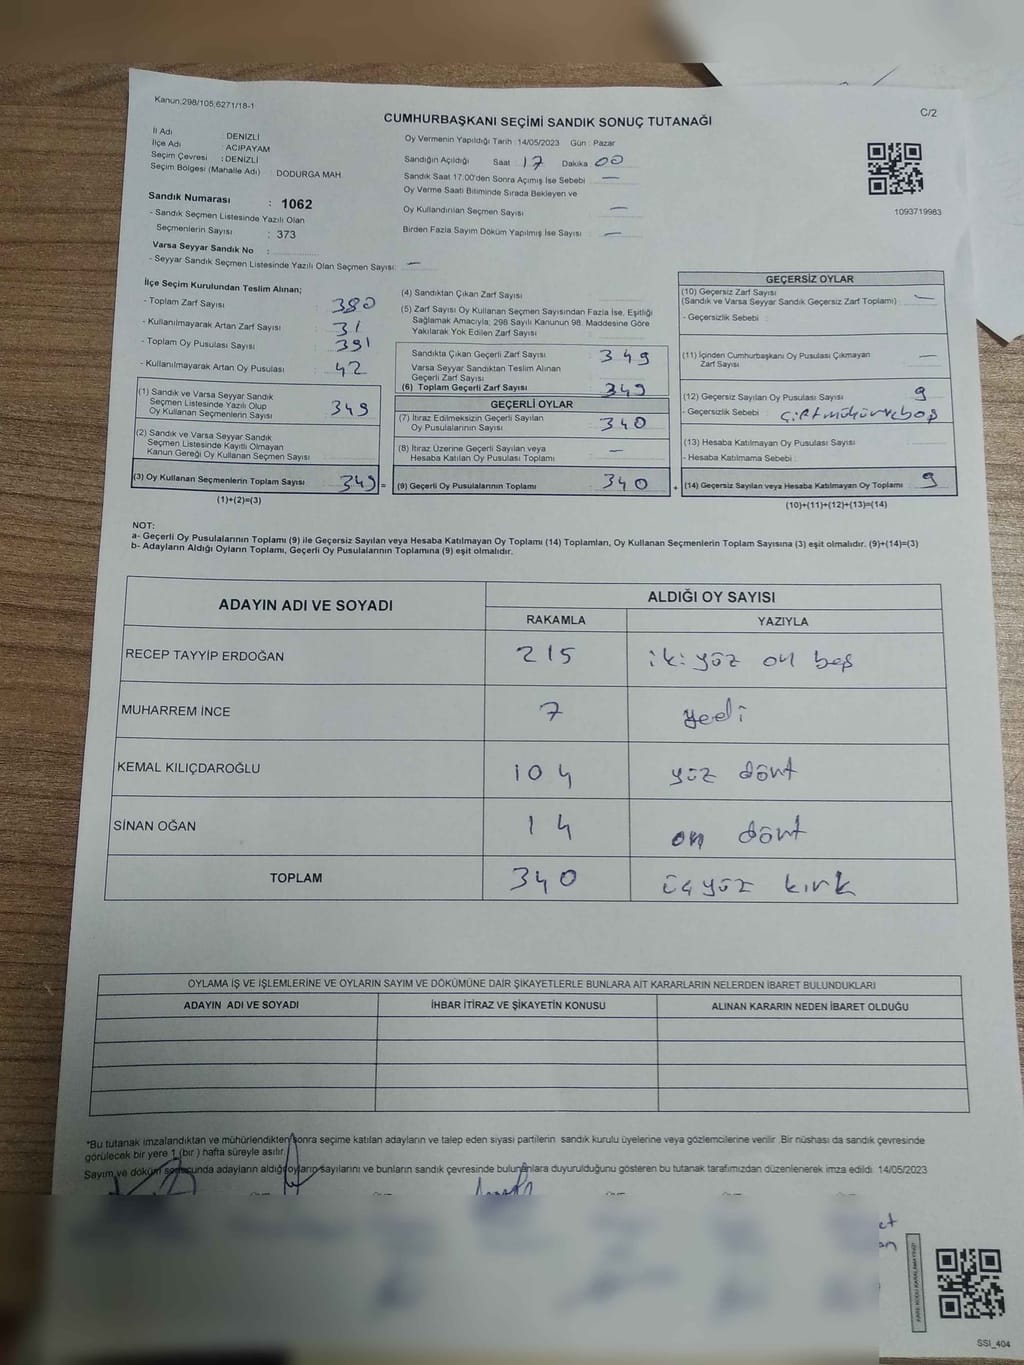 Kanun,298/105,6271/18-1
C/2
CUMHURBAŞKANI SEÇİMİ SANDIK SONUÇ TUTANAĞI
İl Adı DENİZLİ
İlçe Adı ACIPAYAM
Seçim Çevresi : DENİZLİ
Seçim Bölgesi (Mahalle Adı) : DODURGA MAH.
Sandık Numarası : 1062
- Sandık Seçmen Listesinde Yazılı Olan
Seçmenlerin Sayısı : 373
Varsa Seyyar Sandık No :
- Seyyar Sandık Seçmen Listesinde Yazılı Olan Seçmen Sayısı: —
Oy Vermenin Yapıldığı Tarih : 14/05/2023 Gün : Pazar
Sandığın Açıldığı Saat 17 Dakika 00
Sandık Saat 17.00'den Sonra Açımış İse Sebebi —
Oy Verme Saati Bitiminde Sırada Bekleyen ve
Oy Kullandırılan Seçmen Sayısı —
Birden Fazla Sayım Döküm Yapılmış İse Sayısı —
1093719983
İlçe Seçim Kurulundan Teslim Alınan;
- Toplam Zarf Sayısı : 380
- Kullanılmayarak Artan Zarf Sayısı : 31
- Toplam Oy Pusulası Sayısı : 391
- Kullanılmayarak Artan Oy Pusulası : 42
(1) Sandık ve Varsa Seyyar Sandık
Seçmen Listesinde Yazılı Olup
Oy Kullanan Seçmenlerin Sayısı : 349
(2) Sandık ve Varsa Seyyar Sandık
Seçmen Listesinde Kayıtlı Olmayan
Kanun Gereği Oy Kullanan Seçmen Sayısı :
(3) Oy Kullanan Seçmenlerin Toplam Sayısı : 349 =
(1)+(2)=(3)
(4) Sandıktan Çıkan Zarf Sayısı
(5) Zarf Sayısı Oy Kullanan Seçmen Sayısından Fazla İse, Eşitliği
Sağlamak Amacıyla, 298 Sayılı Kanunun 98. Maddesine Göre
Yakılarak Yok Edilen Zarf Sayısı
Sandıkta Çıkan Geçerli Zarf Sayısı : 349
Varsa Seyyar Sandıktan Teslim Alınan
Geçerli Zarf Sayısı
(6) Toplam Geçerli Zarf Sayısı : 349
GEÇERLİ OYLAR
(7) İtiraz Edilmeksizin Geçerli Sayılan
Oy Pusulalarının Sayısı : 340
(8) İtiraz Üzerine Geçerli Sayılan veya
Hesaba Katılan Oy Pusulası Toplamı : —
(9) Geçerli Oy Pusulalarının Toplamı : 340 +
GEÇERSİZ OYLAR
(10) Geçersiz Zarf Sayısı
(Sandık ve Varsa Seyyar Sandık Geçersiz Zarf Toplamı) : —
- Geçersizlik Sebebi :
(11) İçinden Cumhurbaşkanı Oy Pusulası Çıkmayan
Zarf Sayısı : —
(12) Geçersiz Sayılan Oy Pusulası Sayısı : 9
- Geçersizlik Sebebi : çift mühür ve boş
(13) Hesaba Katılmayan Oy Pusulası Sayısı :
- Hesaba Katılmama Sebebi :
(14) Geçersiz Sayılan veya Hesaba Katılmayan Oy Toplamı : 9
(10)+(11)+(12)+(13)=(14)
NOT:
a- Geçerli Oy Pusulalarının Toplamı (9) ile Geçersiz Sayılan veya Hesaba Katılmayan Oy Toplamı (14) Toplamları, Oy Kullanan Seçmenlerin Toplam Sayısına (3) eşit olmalıdır. (9)+(14)=(3)
b- Adayların Aldığı Oyların Toplamı, Geçerli Oy Pusulalarının Toplamına (9) eşit olmalıdır.
ADAYIN ADI VE SOYADI ALDIĞI OY SAYISI
RAKAMLA YAZIYLA
RECEP TAYYİP ERDOĞAN 215 iki yüz on beş
MUHARREM İNCE 7 yedi
KEMAL KILIÇDAROĞLU 104 yüz dört
SİNAN OĞAN 14 on dört
TOPLAM 340 üç yüz kırk
OYLAMA İŞ VE İŞLEMLERİNE VE OYLARIN SAYIM VE DÖKÜMÜNE DAİR ŞİKAYETLERLE BUNLARA AİT KARARLARIN NELERDEN İBARET BULUNDUKLARI
ADAYIN ADI VE SOYADI İHBAR İTİRAZ VE ŞİKAYETİN KONUSU ALINAN KARARIN NEDEN İBARET OLDUĞU
*Bu tutanak imzalandıktan ve mühürlendikten sonra seçime katılan adayların ve talep eden siyasi partilerin sandık kurulu üyelerine veya gözlemcilerine verilir. Bir nüshası da sandık çevresinde
görülecek bir yere 1 (bir) hafta süreyle asılır.
Sayım ve döküm sonucunda adayların aldığı oyların sayılarını ve bunların sandık çevresinde bulunanlara duyurulduğunu gösteren bu tutanak tarafımızdan düzenlenerek imza edildi. 14/05/2023
KARE KODU KARALAMAYINIZ!
SSİ_404